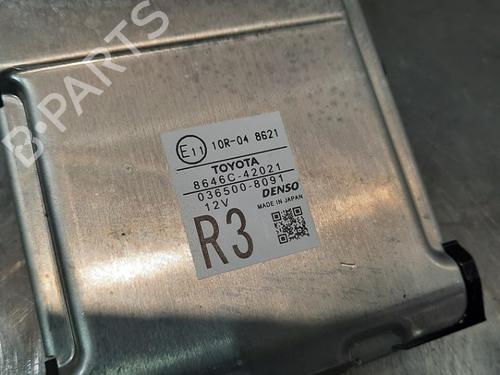 B-PARTS
E11 10R-04 8621
TOYOTA
8646C-42021
036500-8091
12V DENSO
MADE IN JAPAN
R3